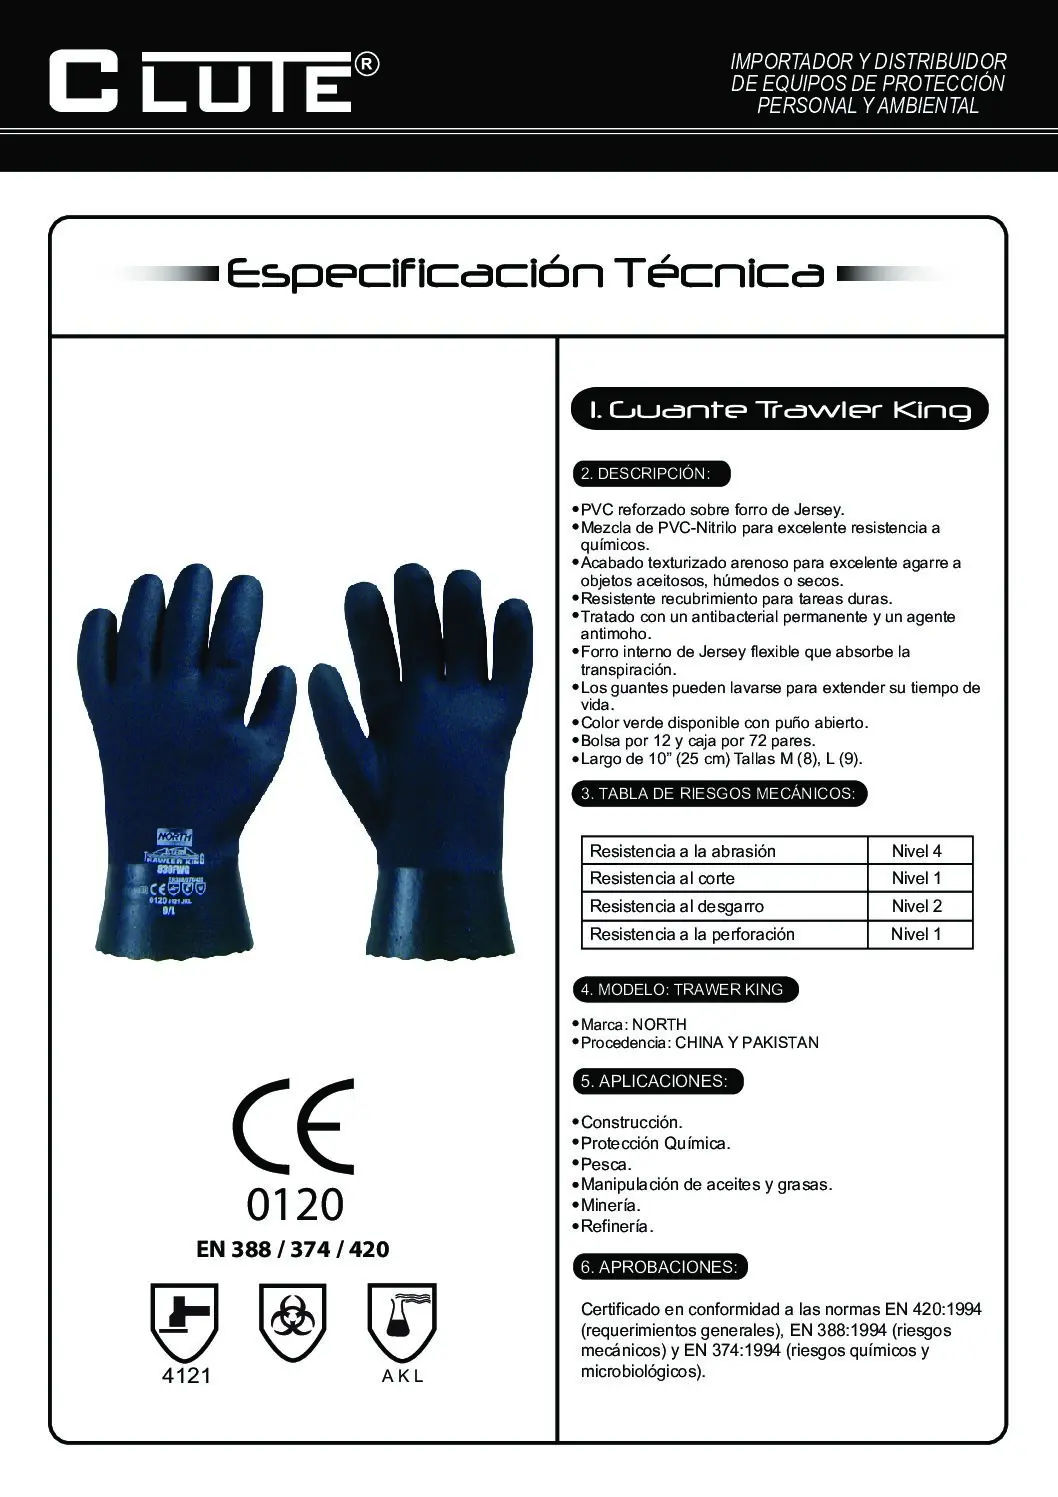 CLUTE®
IMPORTADOR Y DISTRIBUIDOR
DE EQUIPOS DE PROTECCIÓN
PERSONAL Y AMBIENTAL
Especificación Técnica
1. Guante Trawler King
2. DESCRIPCIÓN:
•PVC reforzado sobre forro de Jersey.
•Mezcla de PVC-Nitrilo para excelente resistencia a
químicos.
•Acabado texturizado arenoso para excelente agarre a
objetos aceitosos, húmedos o secos.
•Resistente recubrimiento para tareas duras.
•Tratado con un antibacterial permanente y un agente
antimoho.
•Forro interno de Jersey flexible que absorbe la
transpiración.
•Los guantes pueden lavarse para extender su tiempo de
vida.
•Color verde disponible con puño abierto.
•Bolsa por 12 y caja por 72 pares.
•Largo de 10” (25 cm) Tallas M (8), L (9).
3. TABLA DE RIESGOS MECÁNICOS:
Resistencia a la abrasión Nivel 4
Resistencia al corte Nivel 1
Resistencia al desgarro Nivel 2
Resistencia a la perforación Nivel 1
4. MODELO: TRAWER KING
•Marca: NORTH
•Procedencia: CHINA Y PAKISTAN
5. APLICACIONES:
•Construcción.
•Protección Química.
•Pesca.
•Manipulación de aceites y grasas.
•Minería.
•Refinería.
6. APROBACIONES:
Certificado en conformidad a las normas EN 420:1994
(requerimientos generales), EN 388:1994 (riesgos
mecánicos) y EN 374:1994 (riesgos químicos y
microbiológicos).
NORTH
TRAWLER KING
830FWG
CE
0120 4121 JKL
9/L
CE
0120
EN 388 / 374 / 420
4121
A K L